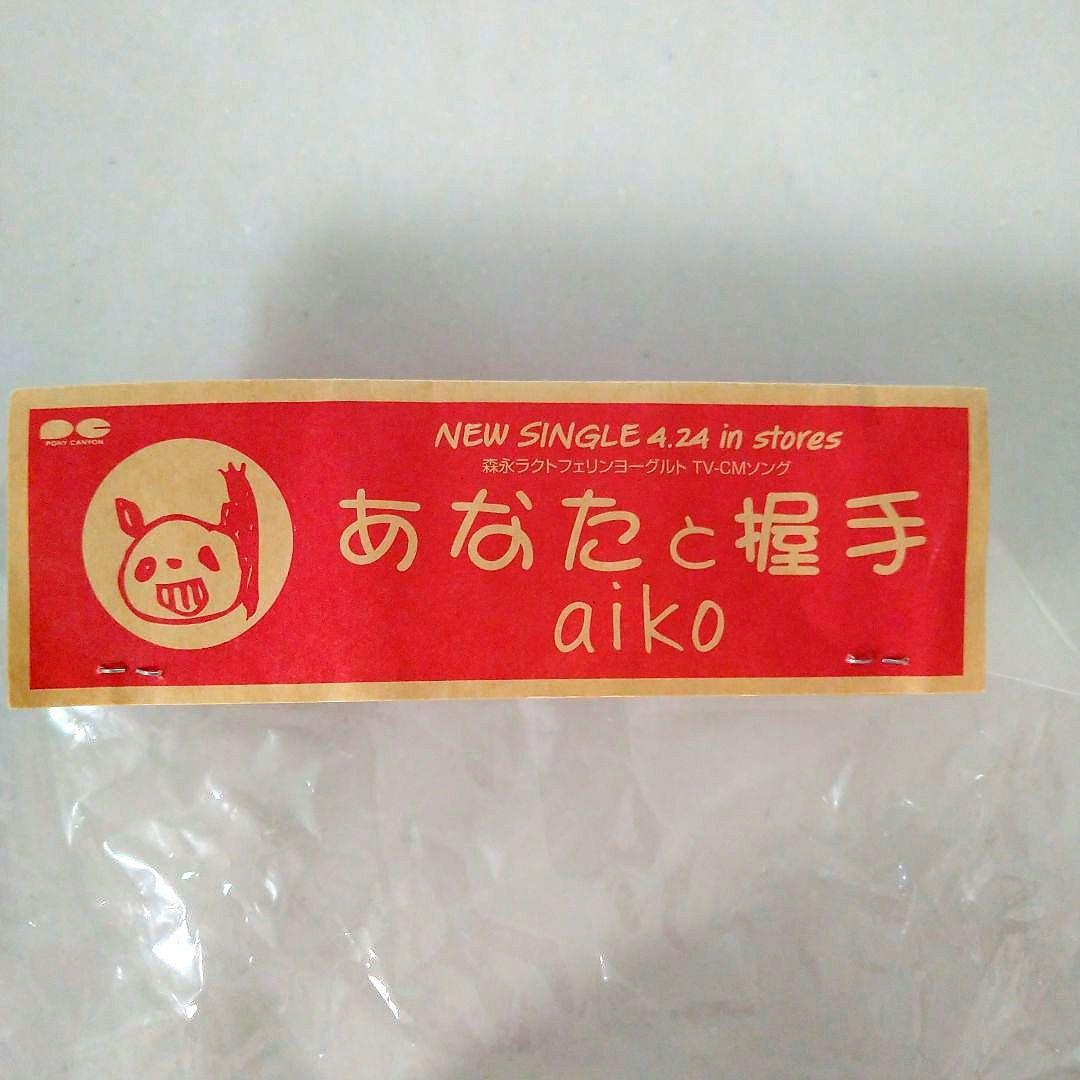 PONY CANYON
NEW SINGLE 4.24 in stores
森永ラクトフェリンヨーグルト TV-CMソング
あなたと握手
aiko